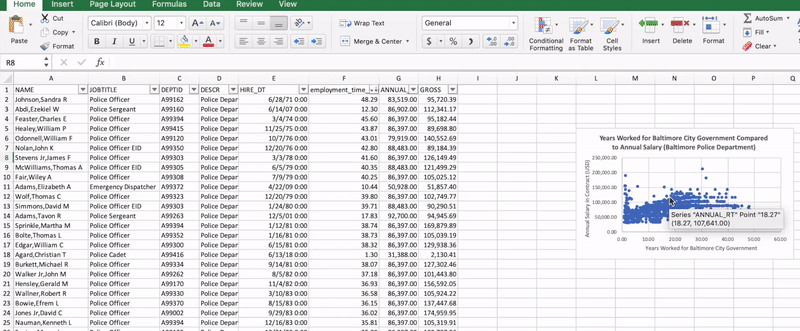 Home Insert Page Layout Formulas Data Review View
Cut
Copy
Paste
Format
Calibri (Body) 12
Wrap Text
Merge & Center
General
Conditional Formatting
Format as Table
Cell Styles
Insert
Delete
Format
AutoSum
Fill
Clear
R8 fx
A B C D E F G H I J K L M N O P Q
1 NAME JOBTITLE DEPTID DESCR HIRE_DT employment_time_ ANNUAL_ GROSS
2 Johnson,Sandra R Police Officer A99162 Police Depar 6/28/71 0:00 48.29 83,519.00 95,720.39
3 Abdi,Ezekiel W Police Sergeant A99160 Police Depar 6/14/07 0:00 12.30 86,902.00 112,341.17
4 Feaster,Charles E Police Officer A99394 Police Depar 3/4/74 0:00 45.60 86,397.00 95,182.44
5 Healey,William P Police Officer A99415 Police Depar 11/25/75 0:00 43.87 86,397.00 89,698.80
6 Odonnell,William F Police Officer A99120 Police Depar 10/7/76 0:00 43.01 79,919.00 140,552.69
7 Nolan,John K Police Officer EID A99350 Police Depar 12/20/76 0:00 42.80 88,483.00 89,184.39
8 Stevens Jr,James F Police Officer A99303 Police Depar 3/3/78 0:00 41.60 86,397.00 126,149.49
9 McWilliams,Thomas A Police Officer EID A99305 Police Depar 6/5/79 0:00 40.35 88,483.00 121,499.29
10 Fair,Wiley A Police Officer A99308 Police Depar 7/9/79 0:00 40.25 86,397.00 105,025.12
11 Adams,Elizabeth A Emergency Dispatcher A99372 Police Depar 4/22/09 0:00 10.44 50,928.00 51,857.40
12 Wolf,Thomas C Police Officer A99323 Police Depar 12/20/79 0:00 39.80 86,397.00 102,749.77
13 Simmons,David M Police Officer EID A99303 Police Depar 12/24/80 0:00 39.71 88,483.00 90,290.51
14 Adams,Tavon R Police Sergeant A99263 Police Depar 12/5/01 0:00 17.83 92,700.00 94,945.69
15 Sprinkle,Martha M Police Officer A99394 Police Depar 1/12/81 0:00 38.74 86,397.00 169,879.89
16 Bolte,Thomas L Police Officer A99352 Police Depar 1/16/81 0:00 38.73 86,397.00 105,039.19
17 Edgar,William C Police Officer A99300 Police Depar 6/15/81 0:00 38.32 86,397.00 129,938.36
18 Agard,Christian T Police Cadet A99416 Police Depar 6/13/18 0:00 1.30 31,388.00 2,130.41
19 Burkett,Michael R Police Officer A99334 Police Depar 9/14/81 0:00 38.07 86,397.00 127,302.46
20 Walker Jr,John M Police Officer A99262 Police Depar 8/5/82 0:00 37.18 86,397.00 101,443.80
21 Hensley,Gerald M Police Officer A99170 Police Depar 11/4/82 0:00 36.93 86,397.00 156,592.05
22 Wallner,Robert R Police Officer A99330 Police Depar 3/10/83 0:00 36.58 86,397.00 105,924.22
23 Bowie,Efrem L Police Officer A99370 Police Depar 8/15/83 0:00 36.15 86,397.00 137,447.68
24 Jones Jr,David C Police Officer A99002 Police Depar 9/29/83 0:00 36.02 86,397.00 174,959.95
25 Nauman,Kenneth L Police Officer A99394 Police Depar 12/16/83 0:00 35.81 86,397.00 105,319.91
Years Worked for Baltimore City Government Compared
to Annual Salary (Baltimore Police Department)
Annual Salary in Contract (USD)
250,000.00
200,000.00
150,000.00
100,000.00
50,000.00
0.00
0.00 10.00 20.00 30.00 40.00 50.00 60.00
Years Worked for Baltimore City Government
Series "ANNUAL_RT" Point "18.27"
(18.27, 107,641.00)